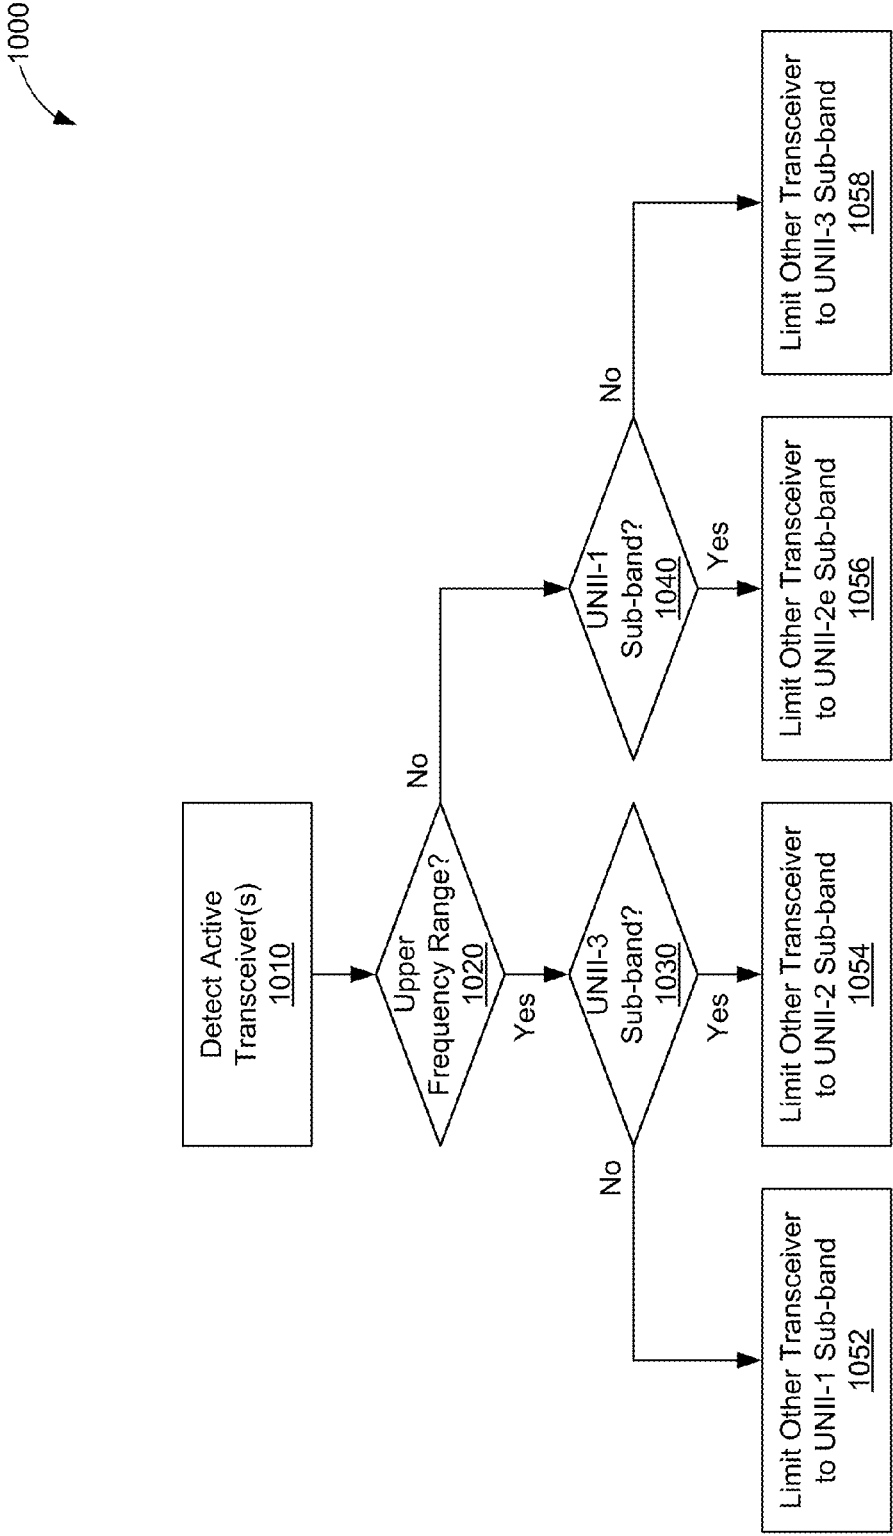 1000
Detect Active
Transceiver(s)
1010
Upper
Frequency Range?
1020
No
Yes
UNII-3
Sub-band?
1030
No
Yes
UNII-1
Sub-band?
1040
No
Yes
Limit Other Transceiver
to UNII-1 Sub-band
1052
Limit Other Transceiver
to UNII-2 Sub-band
1054
Limit Other Transceiver
to UNII-2e Sub-band
1056
Limit Other Transceiver
to UNII-3 Sub-band
1058